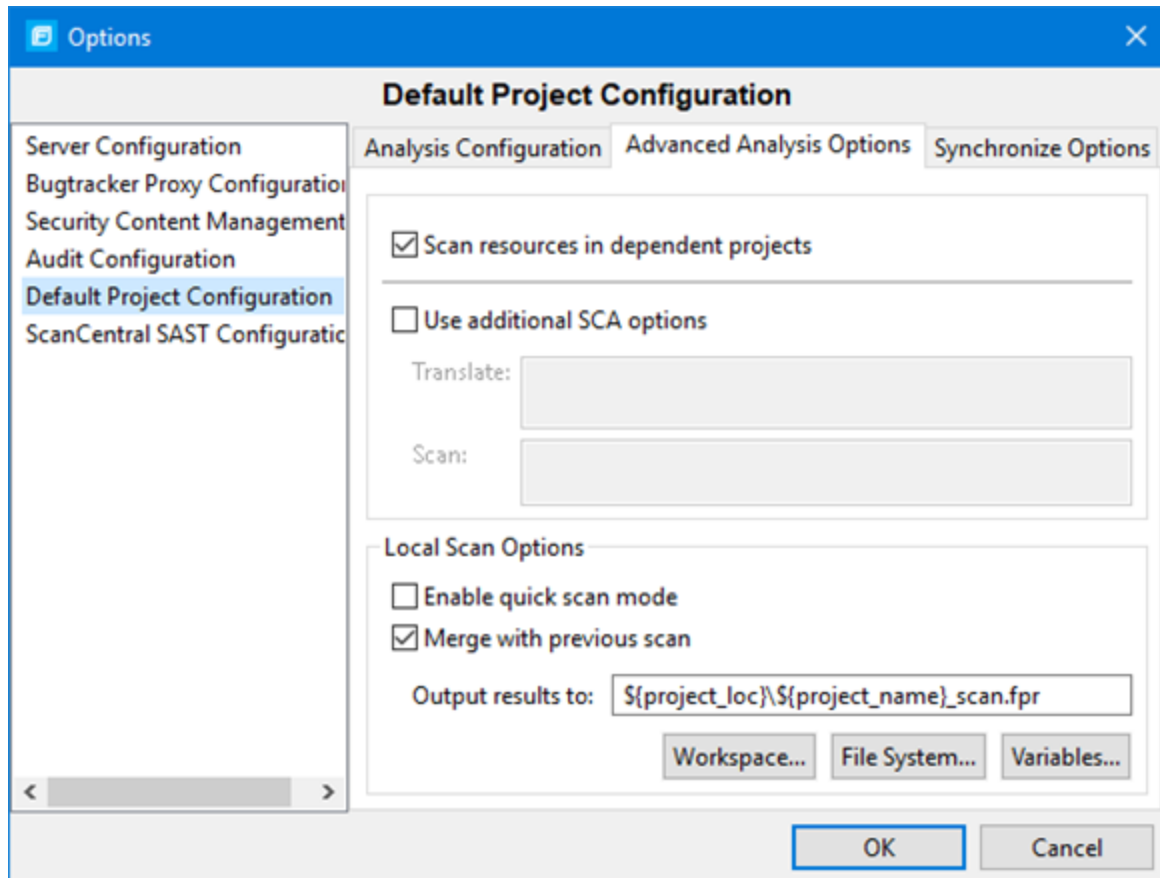 Options
Default Project Configuration
Server Configuration
Bugtracker Proxy Configuration
Security Content Management
Audit Configuration
Default Project Configuration
ScanCentral SAST Configuratic
Analysis Configuration
Advanced Analysis Options
Synchronize Options
Scan resources in dependent projects
Use additional SCA options
Translate:
Scan:
Local Scan Options
Enable quick scan mode
Merge with previous scan
Output results to: ${project_loc}\${project_name}_scan.fpr
Workspace... File System... Variables...
OK Cancel